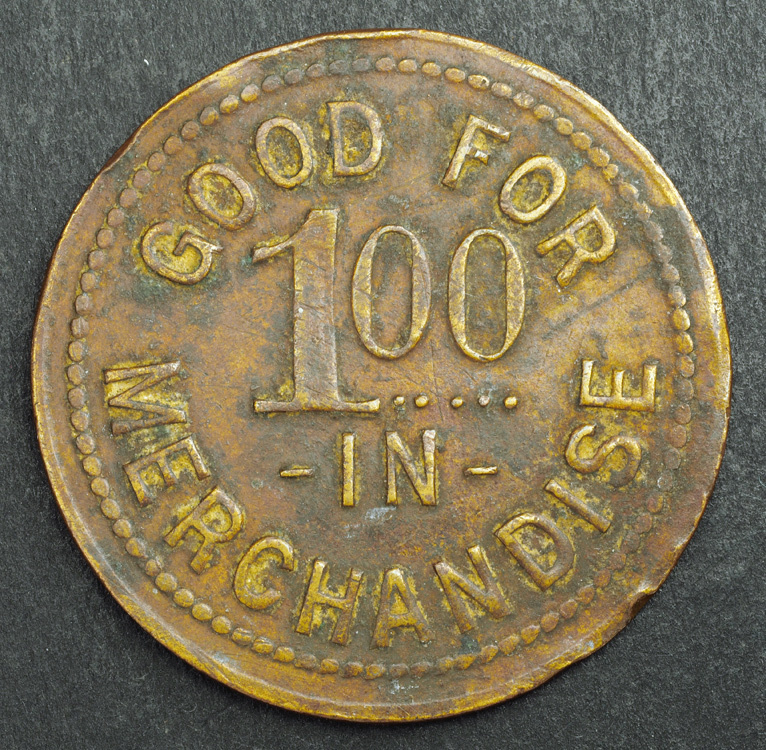 GOOD FOR
100
- IN -
MERCHANDISE